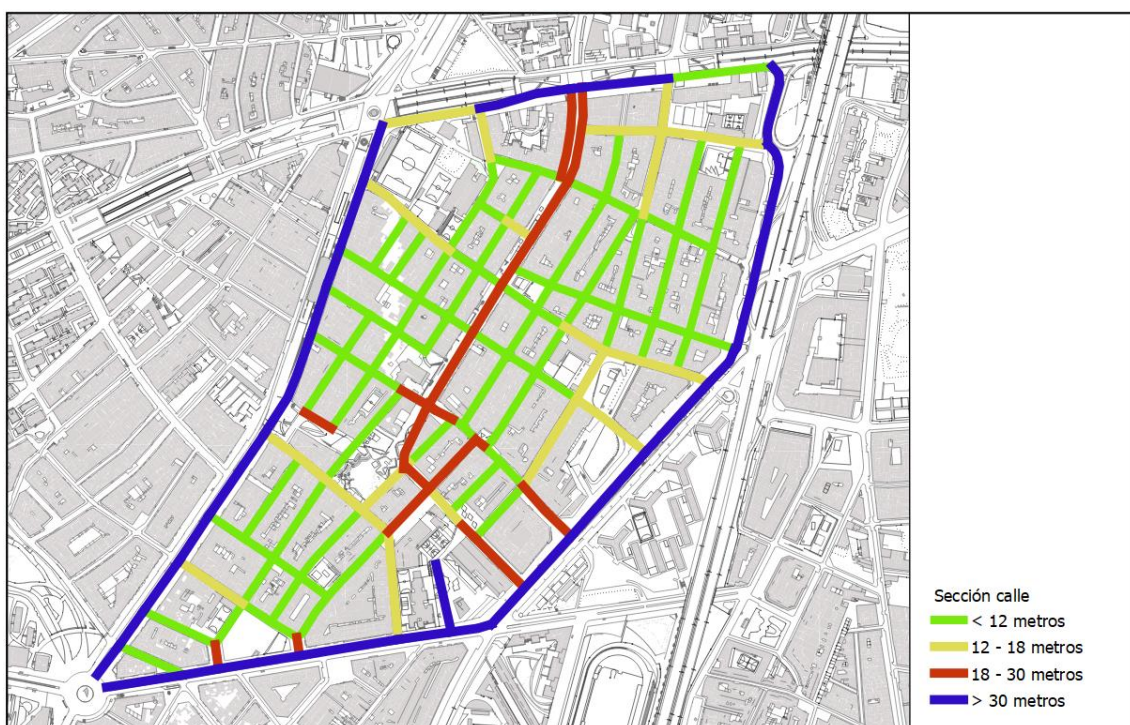 Sección calle
< 12 metros
12 - 18 metros
18 - 30 metros
> 30 metros